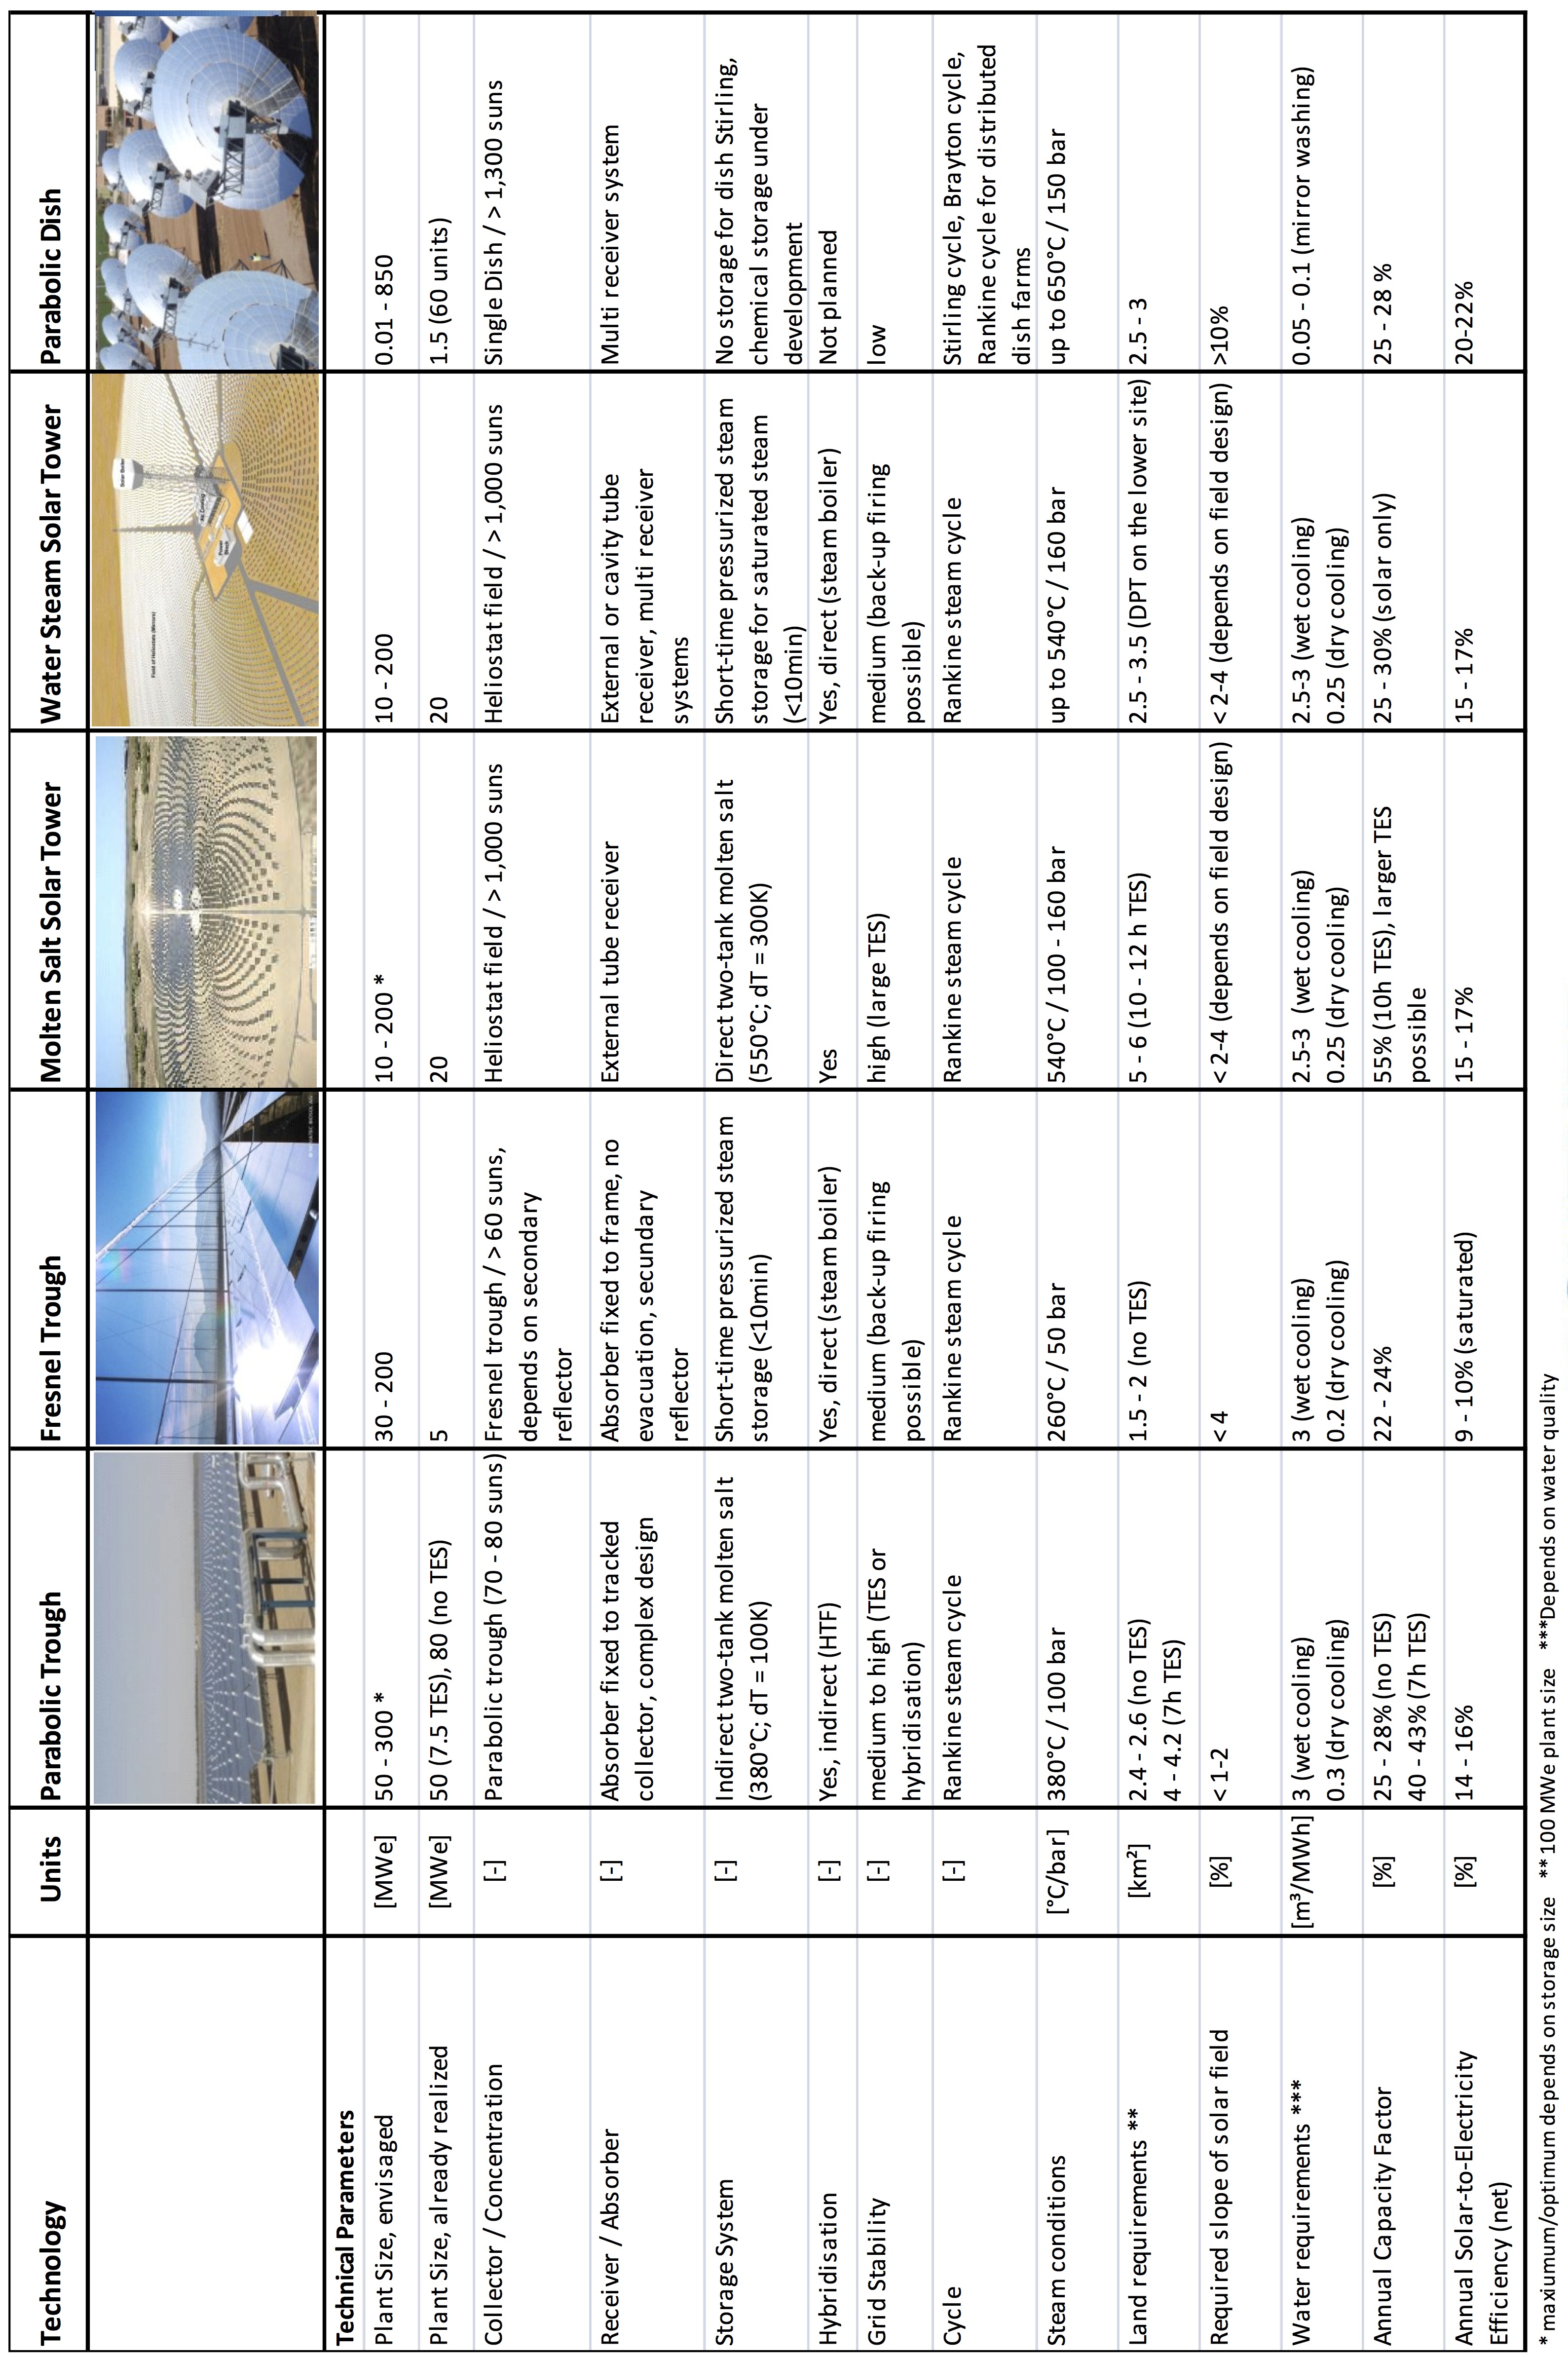 Technology Units Parabolic Trough Fresnel Trough Molten Salt Solar Tower Water Steam Solar Tower Parabolic Dish
Technical Parameters
Plant Size, envisaged [MWe] 50 - 300 * 30 - 200 10 - 200 * 10 - 200 0.01 - 850
Plant Size, already realized [MWe] 50 (7.5 TES), 80 (no TES) 5 20 20 1.5 (60 units)
Collector / Concentration [-] Parabolic trough (70 - 80 suns) Fresnel trough / > 60 suns, Heliostat field / > 1,000 suns Heliostat field / > 1,000 suns Single Dish / > 1,300 suns
depends on secondary
reflector
Receiver / Absorber [-] Absorber fixed to tracked Absorber fixed to frame, no External tube receiver External or cavity tube Multi receiver system
collector, complex design evacuation, secundary receiver, multi receiver
reflector systems
Storage System [-] Indirect two-tank molten salt Short-time pressurized steam Direct two-tank molten salt Short-time pressurized steam No storage for dish Stirling,
(380°C; dT = 100K) storage (<10min) (550°C; dT = 300K) storage for saturated steam chemical storage under
(<10min) development
Hybridisation [-] Yes, indirect (HTF) Yes, direct (steam boiler) Yes Yes, direct (steam boiler) Not planned
Grid Stability [-] medium to high (TES or medium (back-up firing high (large TES) medium (back-up firing low
hybridisation) possible) possible)
Cycle [-] Rankine steam cycle Rankine steam cycle Rankine steam cycle Rankine steam cycle Stirling cycle, Brayton cycle,
Rankine cycle for distributed
dish farms
Steam conditions [°C/bar] 380°C / 100 bar 260°C / 50 bar 540°C / 100 - 160 bar up to 540°C / 160 bar up to 650°C / 150 bar
Land requirements ** [km²] 2.4 - 2.6 (no TES) 1.5 - 2 (no TES) 5 - 6 (10 - 12 h TES) 2.5 - 3.5 (DPT on the lower site) 2.5 - 3
4 - 4.2 (7h TES)
Required slope of solar field [%] < 1-2 < 4 < 2-4 (depends on field design) < 2-4 (depends on field design) >10%
Water requirements *** [m³/MWh] 3 (wet cooling) 3 (wet cooling) 2.5-3 (wet cooling) 2.5-3 (wet cooling) 0.05 - 0.1 (mirror washing)
0.3 (dry cooling) 0.2 (dry cooling) 0.25 (dry cooling) 0.25 (dry cooling)
Annual Capacity Factor [%] 25 - 28% (no TES) 22 - 24% 55% (10h TES), larger TES 25 - 30% (solar only) 25 - 28 %
40 - 43% (7h TES) possible
Annual Solar-to-Electricity [%] 14 - 16% 9 - 10% (saturated) 15 - 17% 15 - 17% 20-22%
Efficiency (net)
* maxiumum/optimum depends on storage size ** 100 MWe plant size ***Depends on water quality